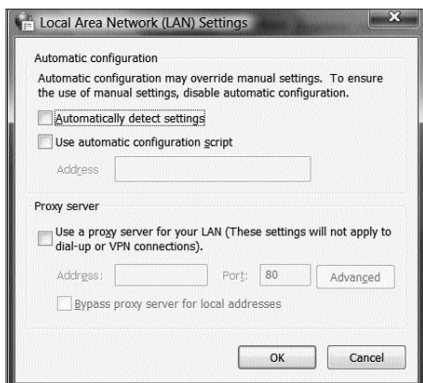 Local Area Network (LAN) Settings
Automatic configuration
Automatic configuration may override manual settings. To ensure
the use of manual settings, disable automatic configuration.
Automatically detect settings
Use automatic configuration script
Address
Proxy server
Use a proxy server for your LAN (These settings will not apply to
dial-up or VPN connections).
Address: Port: 80 Advanced
Bypass proxy server for local addresses
OK Cancel